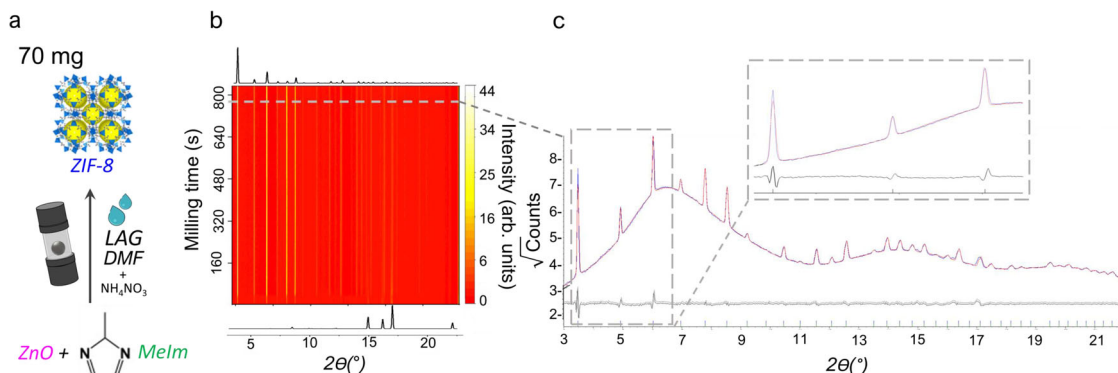 a
70 mg
ZIF-8
LAG
DMF
+
NH₄NO₃
ZnO + N N MeIm
b
Milling time (s)
800
640
480
320
160
5 10 15 20
2θ(°)
44
34
26
16
6
0
Intensity (arb. units)
c
√Counts
8
7
6
5
4
3
2
3 5 7 9 11 13 15 17 19 21
2θ(°)